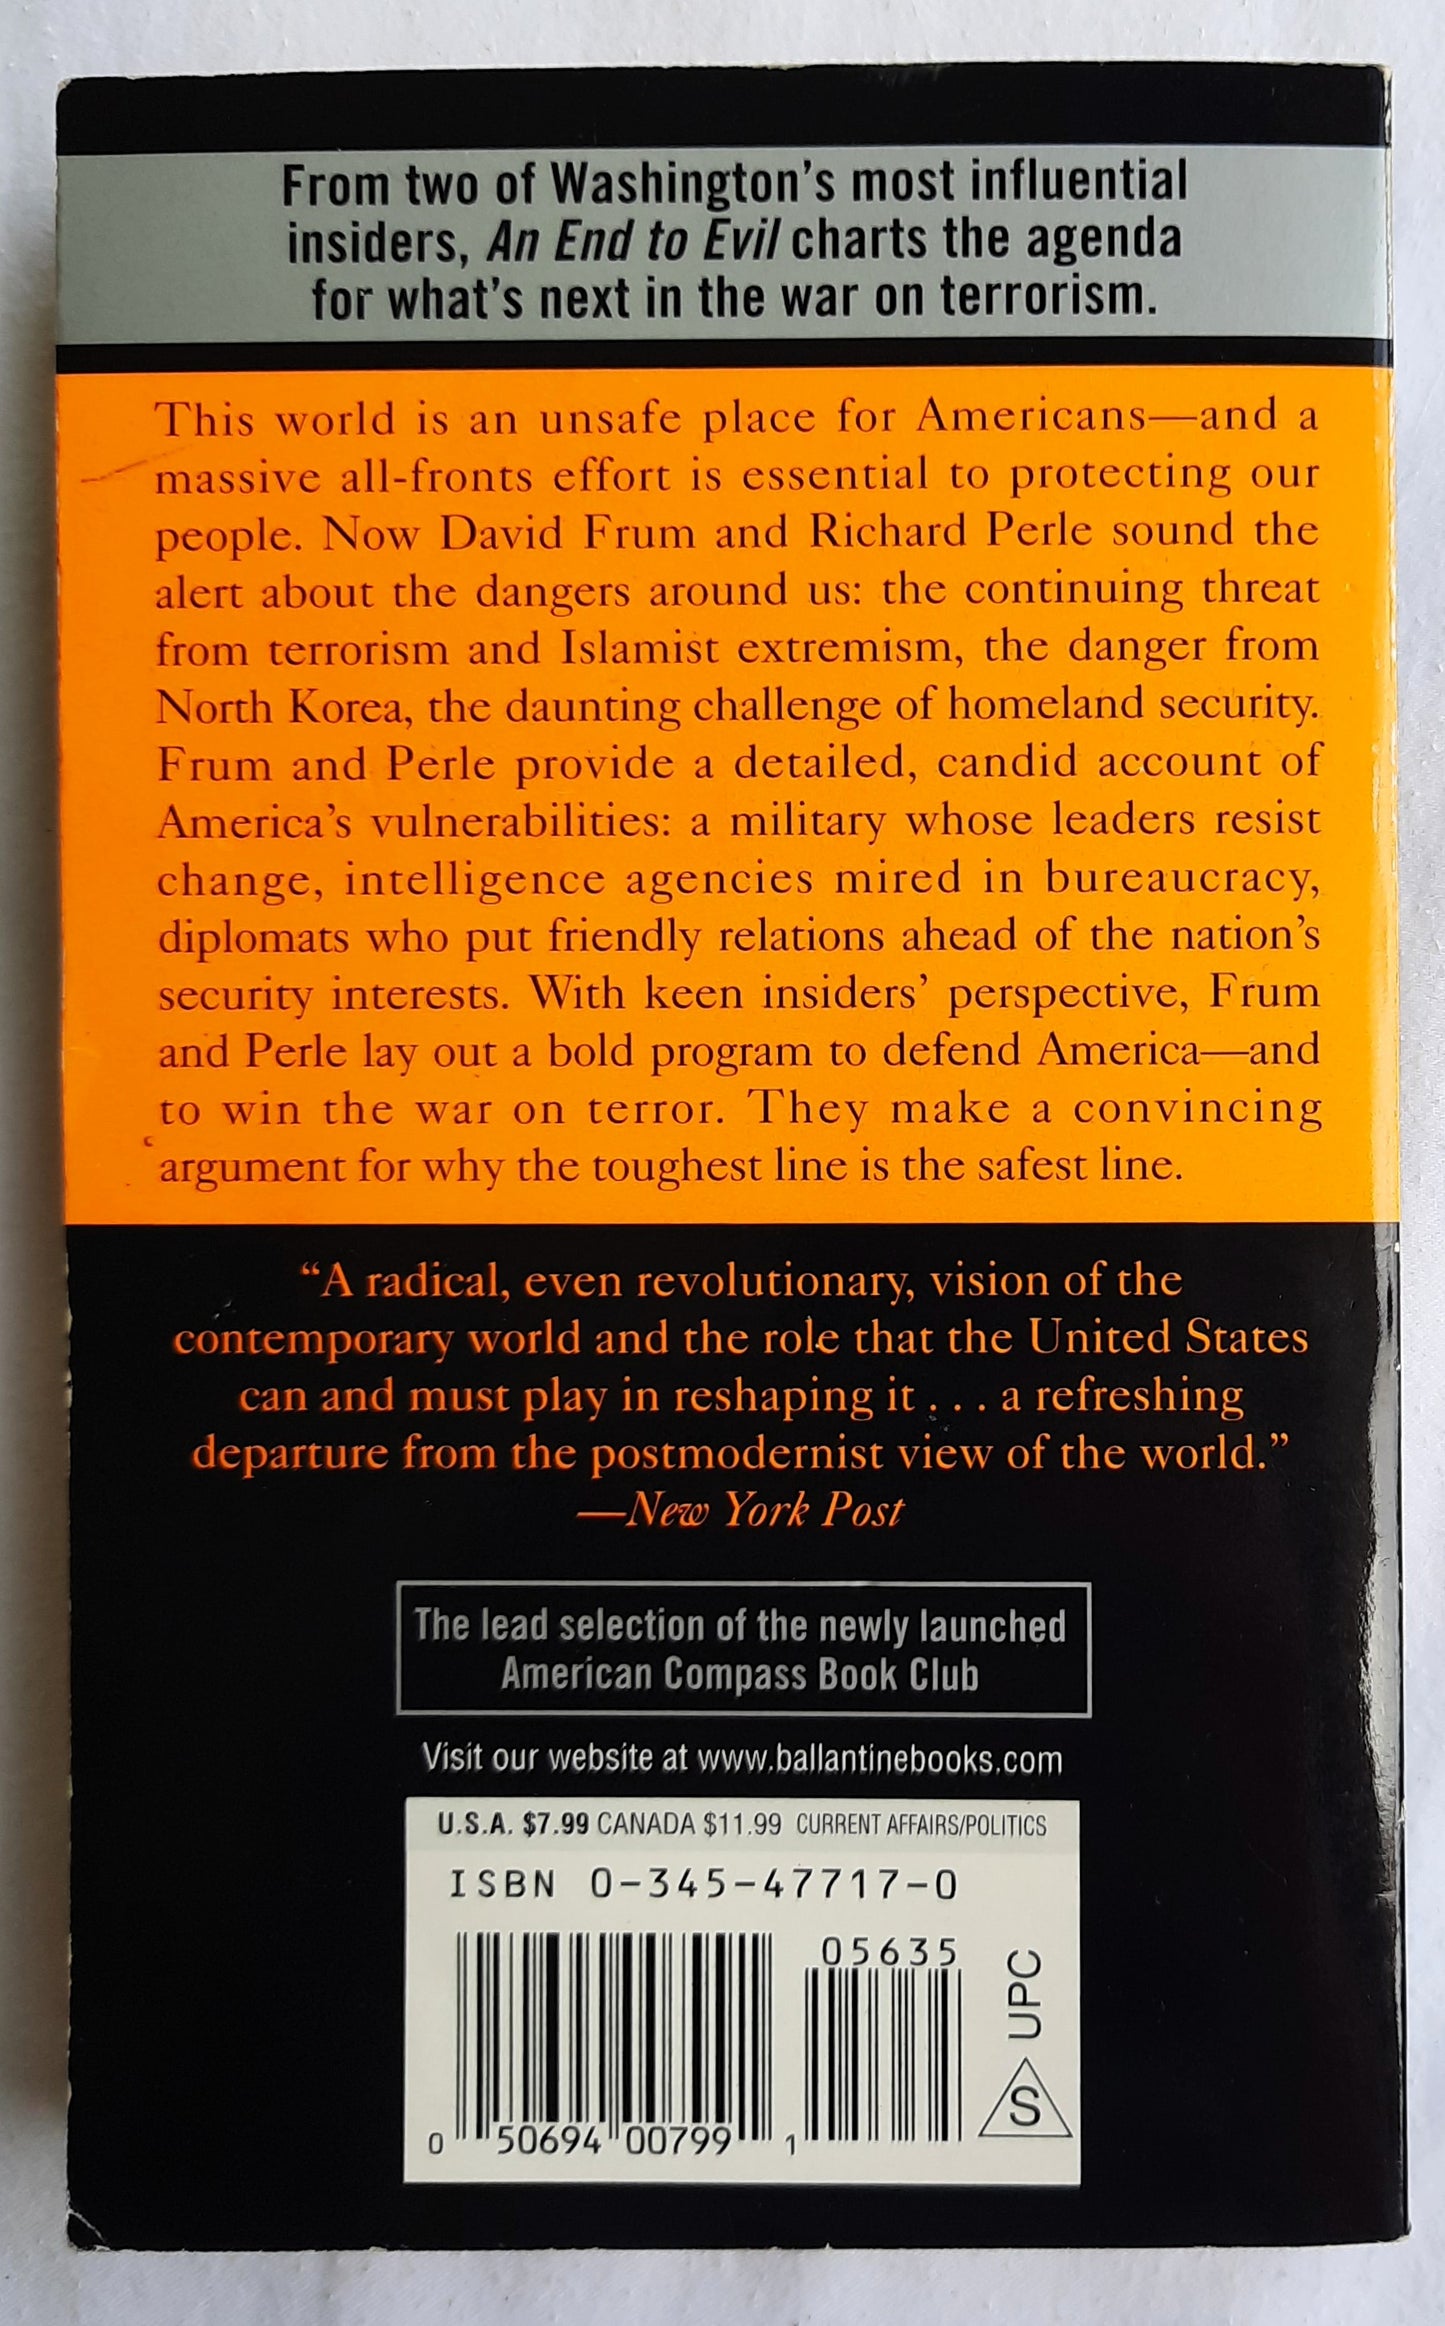 From two of Washington's most influential
insiders, An End to Evil charts the agenda
for what's next in the war on terrorism.
This world is an unsafe place for Americans—and a
massive all-fronts effort is essential to protecting our
people. Now David Frum and Richard Perle sound the
alert about the dangers around us: the continuing threat
from terrorism and Islamist extremism, the danger from
North Korea, the daunting challenge of homeland security.
Frum and Perle provide a detailed, candid account of
America's vulnerabilities: a military whose leaders resist
change, intelligence agencies mired in bureaucracy,
diplomats who put friendly relations ahead of the nation's
security interests. With keen insiders' perspective, Frum
and Perle lay out a bold program to defend America—and
to win the war on terror. They make a convincing
argument for why the toughest line is the safest line.
“A radical, even revolutionary, vision of the
contemporary world and the role that the United States
can and must play in reshaping it . . . a refreshing
departure from the postmodernist view of the world.”
—New York Post
The lead selection of the newly launched
American Compass Book Club
Visit our website at www.ballantinebooks.com
U.S.A. $7.99 CANADA $11.99 CURRENT AFFAIRS/POLITICS
ISBN 0-345-47717-0
05635
0 50694 00799 1
S UPC